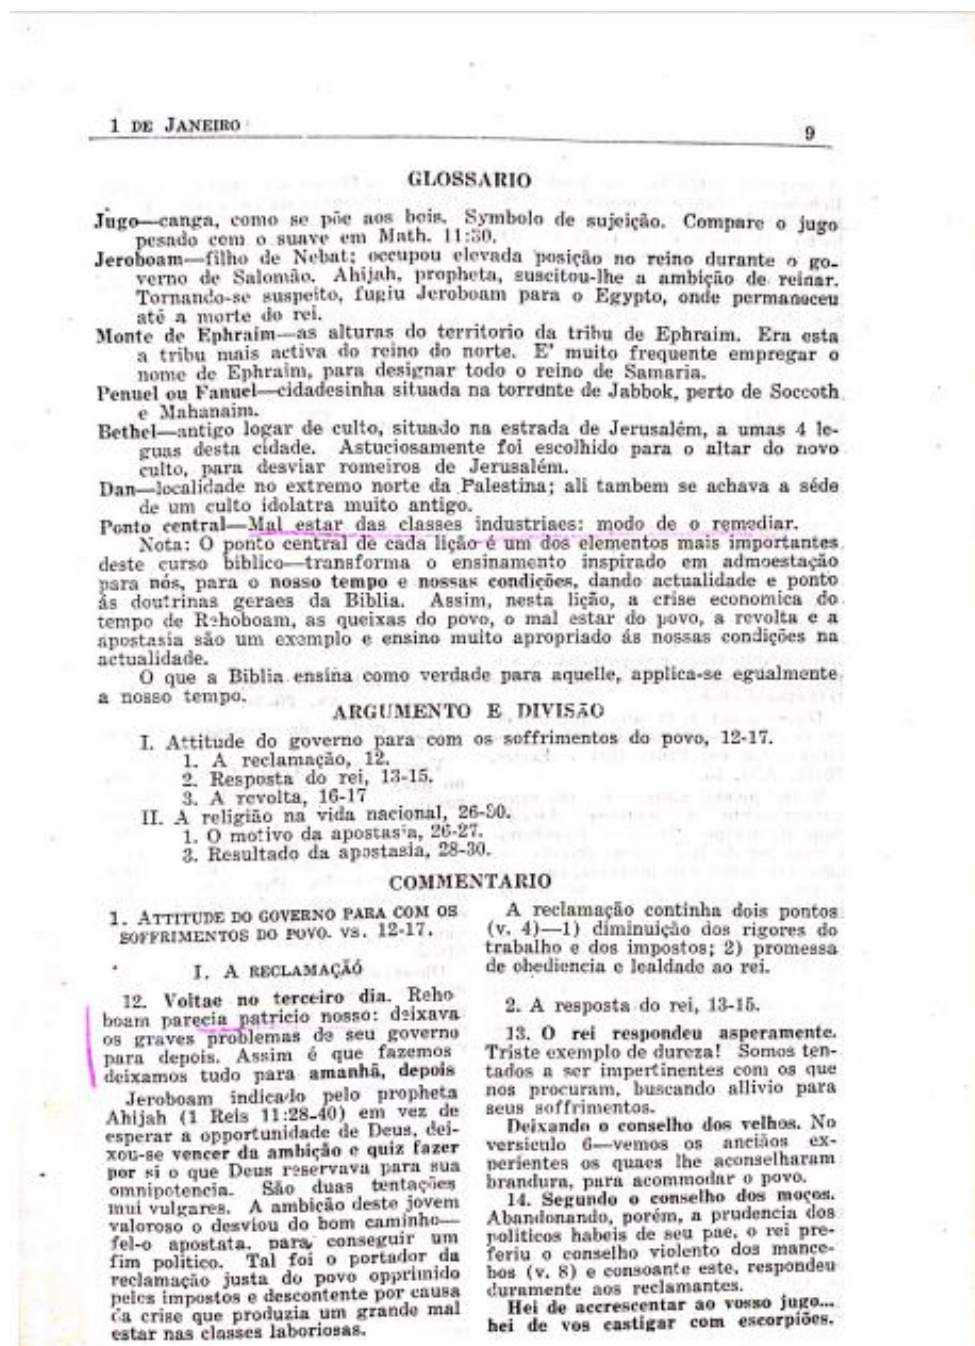 1 DE JANEIRO
9
GLOSSARIO
Jugo—canga, como se põe aos bois. Symbolo de sujeição. Compare o jugo
pesado com o suave em Math. 11:30.
Jeroboam—filho de Nebat; occupou elevada posição no reino durante o go-
verno de Salomão. Ahijah, propheta, suscitou-lhe a ambição de reinar.
Tornando-se suspeito, fugiu Jeroboam para o Egypto, onde permaneceu
até a morte do rei.
Monte de Ephraim—as alturas do territorio da tribu de Ephraim. Era esta
a tribu mais activa do reino do norte. E' muito frequente empregar o
nome de Ephraim, para designar todo o reino de Samaria.
Penuel ou Fanuel—cidadesinha situada na torrente de Jabbok, perto de Soccoth
e Mahanaim.
Bethel—antigo logar de culto, situado na estrada de Jerusalém, a umas 4 le-
guas desta cidade. Astuciosamente foi escolhido para o altar do novo
culto, para desviar romeiros de Jerusalém.
Dan—localidade no extremo norte da Palestina; ali tambem se achava a séde
de um culto idolatra muito antigo.
Ponto central—Mal estar das classes industriaes: modo de o remediar.
Nota: O ponto central de cada lição é um dos elementos mais importantes
deste curso biblico—transforma o ensinamento inspirado em admoestação
para nós, para o nosso tempo e nossas condições, dando actualidade e ponto
ás doutrinas geraes da Biblia. Assim, nesta lição, a crise economica do
tempo de Rehoboam, as queixas do povo, o mal estar do povo, a revolta e a
apostasia são um exemplo e ensino muito apropriado ás nossas condições na
actualidade.
O que a Biblia ensina como verdade para aquelle, applica-se egualmente
a nosso tempo.
ARGUMENTO E DIVISÃO
I. Attitude do governo para com os soffrimentos do povo, 12-17.
1. A reclamação, 12.
2. Resposta do rei, 13-15.
3. A revolta, 16-17
II. A religião na vida nacional, 26-30.
1. O motivo da apostasia, 26-27.
3. Resultado da apostasia, 28-30.
COMMENTARIO
1. ATTITUDE DO GOVERNO PARA COM OS
SOFFRIMENTOS DO POVO. VS. 12-17.
I. A RECLAMAÇÃO
12. Voltae no terceiro dia. Reho
boam parecia patricio nosso: deixava
os graves problemas de seu governo
para depois. Assim é que fazemos
deixamos tudo para amanhã, depois
Jeroboam indicado pelo propheta
Ahijah (1 Reis 11:28-40) em vez de
esperar a opportunidade de Deus, dei-
xou-se vencer da ambição e quiz fazer
por si o que Deus reservava para sua
omnipotencia. São duas tentações
mui vulgares. A ambição deste jovem
valoroso o desviou do bom caminho—
fel-o apostata, para conseguir um
fim politico. Tal foi o portador da
reclamação justa do povo opprimido
pelos impostos e descontente por causa
da crise que produzia um grande mal
estar nas classes laboriosas.
A reclamação continha dois pontos
(v. 4)—1) diminuição dos rigores do
trabalho e dos impostos; 2) promessa
de obediencia e lealdade ao rei.
2. A resposta do rei, 13-15.
13. O rei respondeu asperamente.
Triste exemplo de dureza! Somos ten-
tados a ser impertinentes com os que
nos procuram, buscando allivio para
seus soffrimentos.
Deixando o conselho dos velhos. No
versiculo 6—vemos os anciãos ex-
perientes os quaes lhe aconselharam
brandura, para accommodar o povo.
14. Segundo o conselho dos moços.
Abandonando, porém, a prudencia dos
politicos habeis de seu pae, o rei pre-
feriu o conselho violento dos mance-
bos (v. 8) e consoante este, respondeu
duramente aos reclamantes.
Hei de accrescentar ao vosso jugo...
hei de vos castigar com escorpiões.